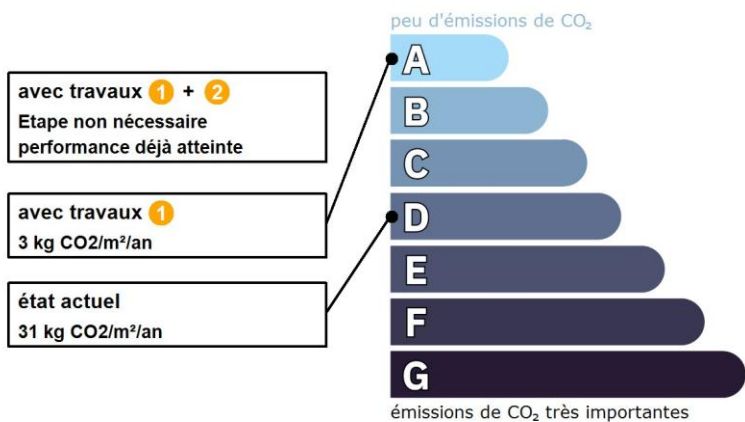 peu d'émissions de CO₂
avec travaux 1 + 2
Etape non nécessaire
performance déjà atteinte
avec travaux 1
3 kg CO2/m²/an
état actuel
31 kg CO2/m²/an
A
B
C
D
E
F
G
émissions de CO₂ très importantes